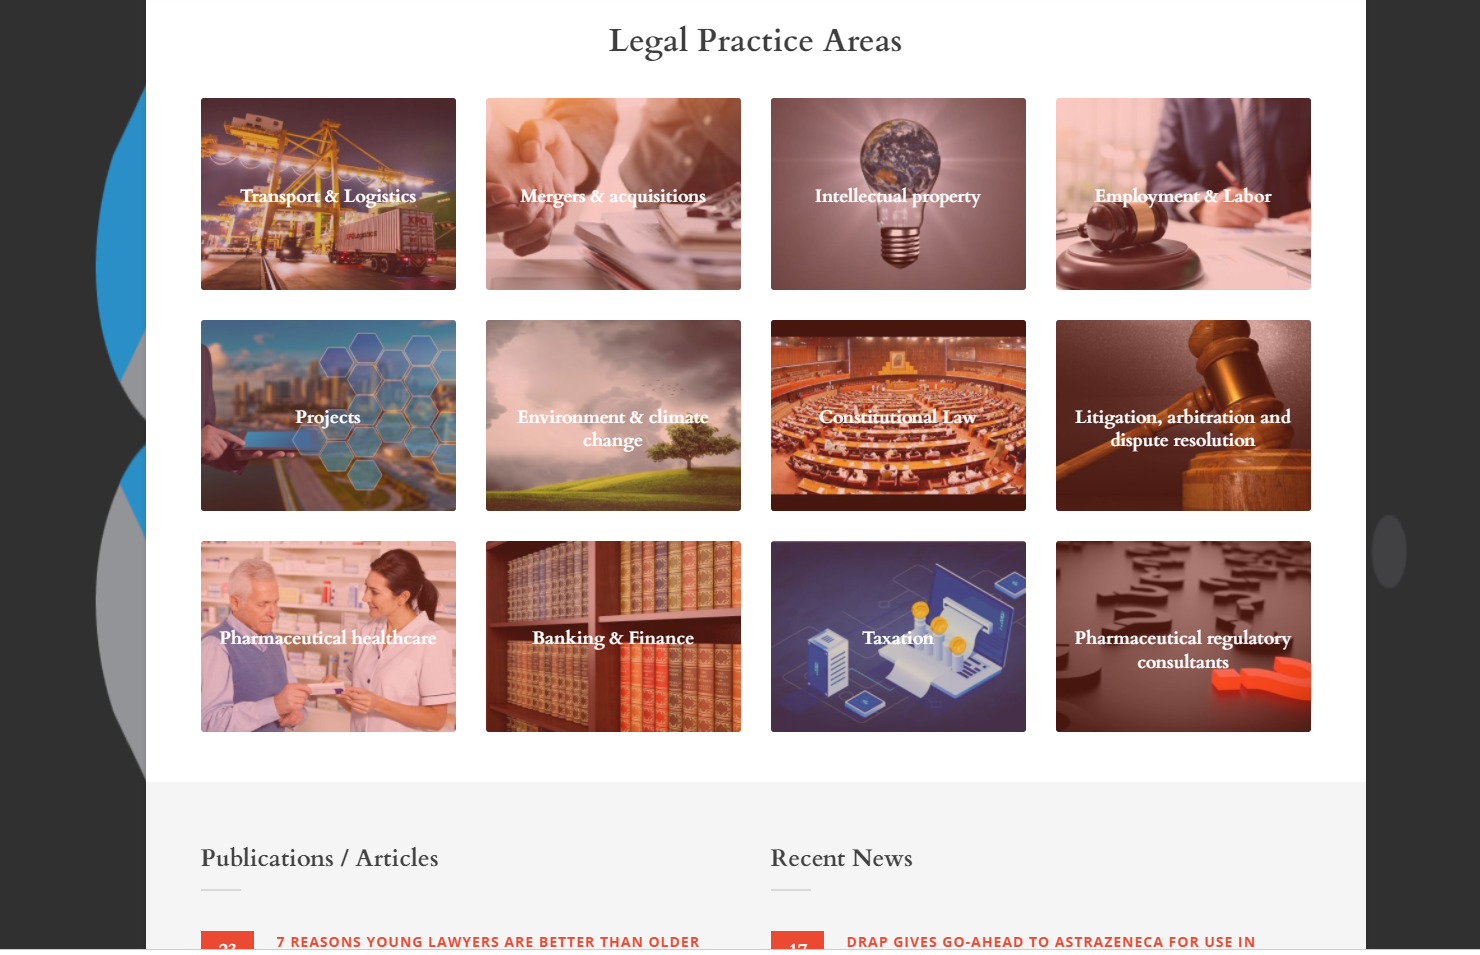 Legal Practice Areas
Transport & Logistics
Mergers & acquisitions
Intellectual property
Employment & Labor
Projects
Environment & climate
change
Constitutional Law
Litigation, arbitration and
dispute resolution
Pharmaceutical healthcare
Banking & Finance
Taxation
Pharmaceutical regulatory
consultants
Publications / Articles
Recent News
23
7 REASONS YOUNG LAWYERS ARE BETTER THAN OLDER
17
DRAP GIVES GO-AHEAD TO ASTRAZENECA FOR USE IN